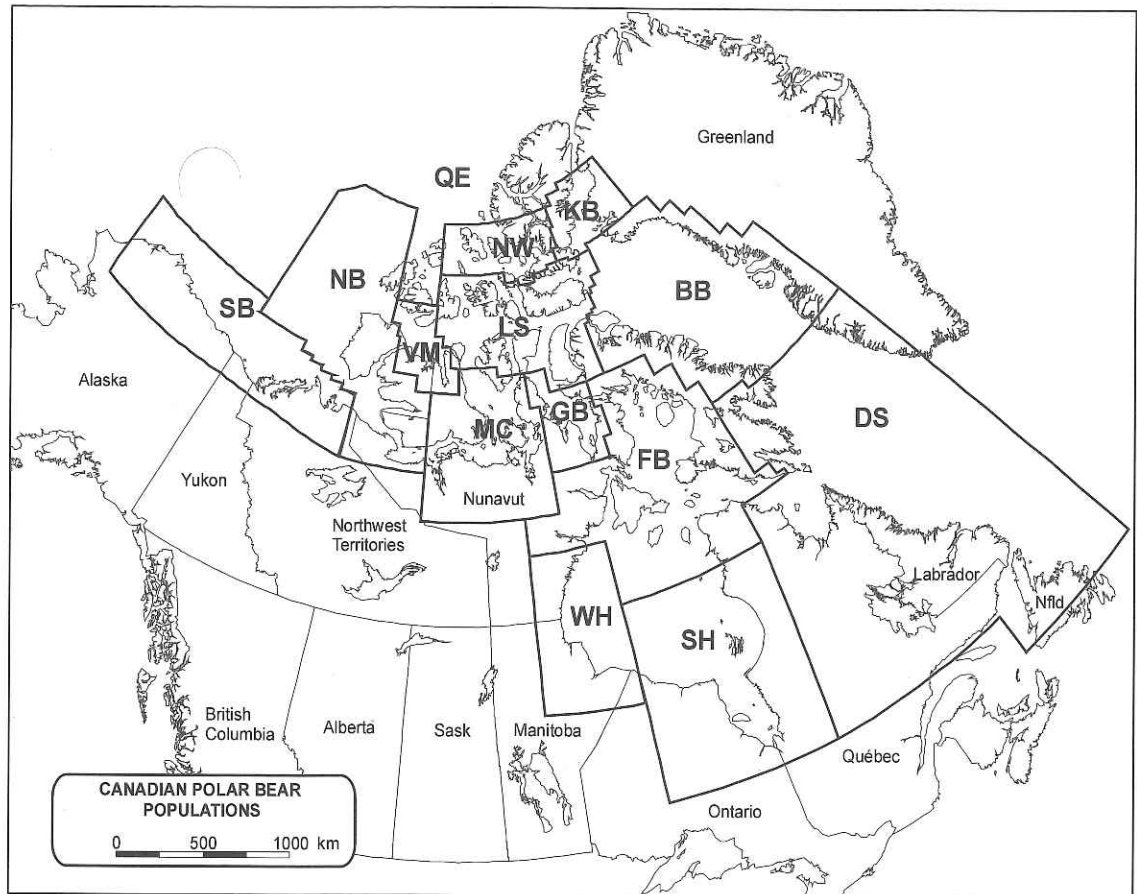 Greenland
QE
KB
NW
NB
BB
SB
LS
VM
Alaska
GB
DS
MC
FB
Yukon
Nunavut
Northwest
Territories
Labrador
Nfld
WH
SH
British
Columbia
Alberta
Sask
Manitoba
Québec
Ontario
CANADIAN POLAR BEAR
POPULATIONS
0 500 1000 km